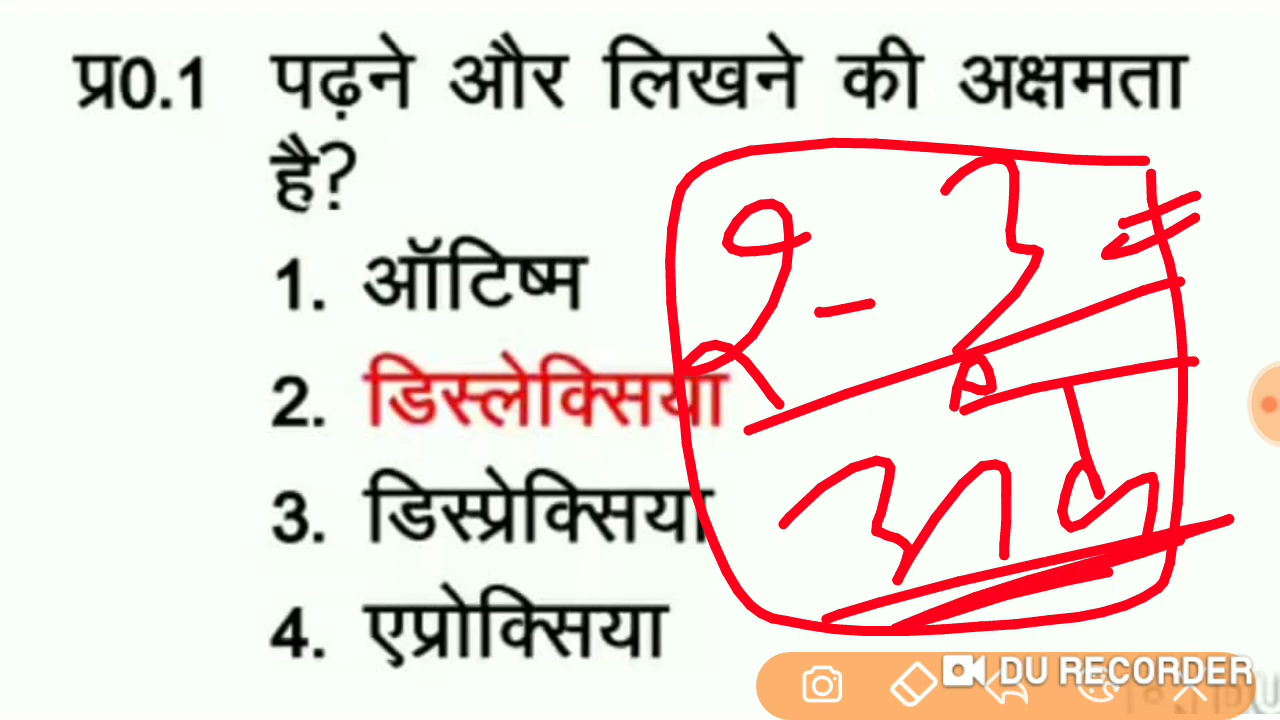 प्र0.1 पढ़ने और लिखने की अक्षमता
है?
1. ऑटिष्म
2. डिस्लेक्सिया
3. डिस्प्रेक्सिया
4. एप्रोक्सिया
DU RECORDER